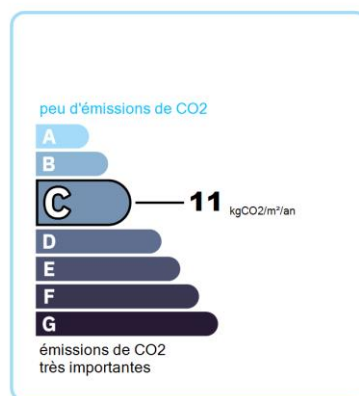 peu d'émissions de CO2
A
B
C 11 kgCO2/m²/an
D
E
F
G
émissions de CO2
très importantes